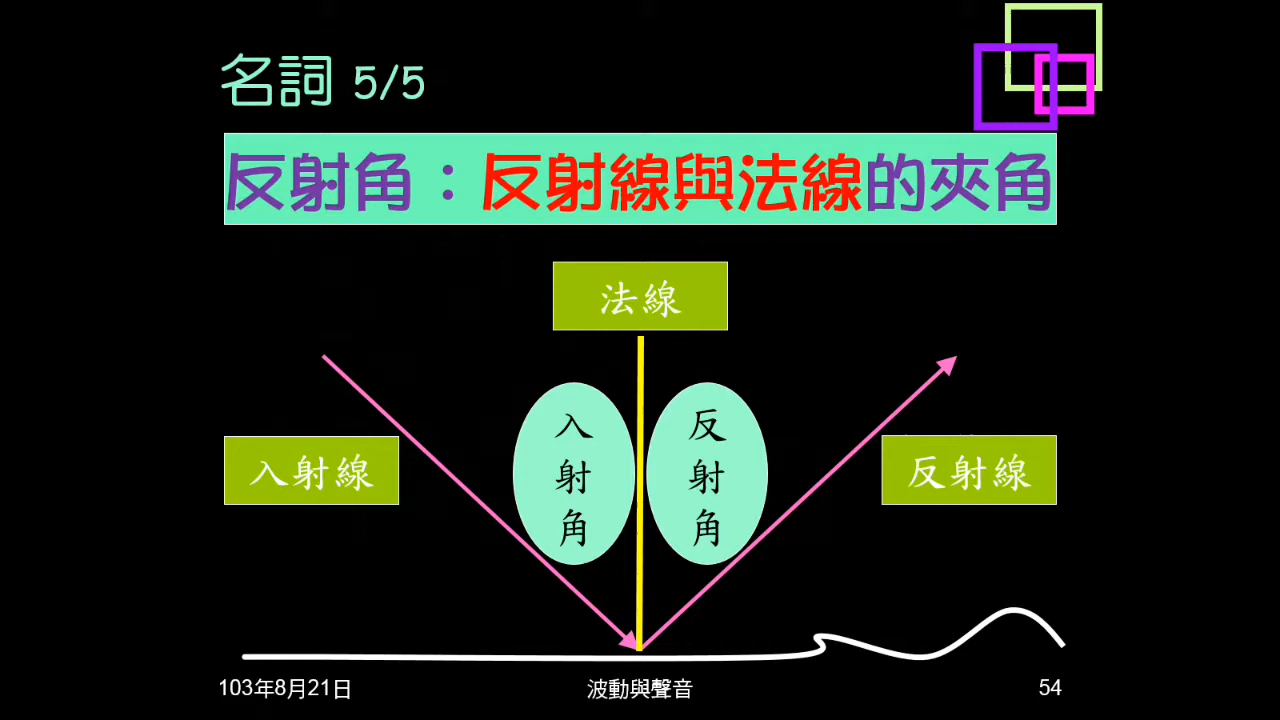 名詞 5/5
反射角：反射線與法線的夾角
法線
入射線
入射角
反射角
反射線
103年8月21日
波動與聲音
54